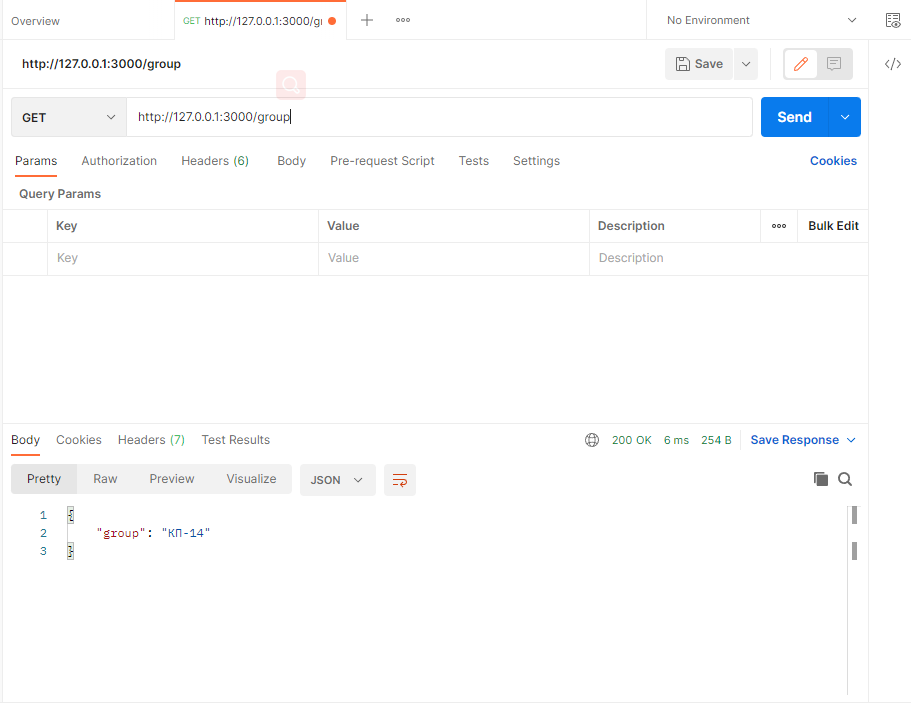 Overview
GET http://127.0.0.1:3000/gr
No Environment
http://127.0.0.1:3000/group
Save
GET
http://127.0.0.1:3000/group
Send
Params Authorization Headers (6) Body Pre-request Script Tests Settings Cookies
Query Params
Key Value Description ooo Bulk Edit
Key Value Description
Body Cookies Headers (7) Test Results 200 OK 6 ms 254 B Save Response
Pretty Raw Preview Visualize JSON
1 {
2 "group": "КП-14"
3 }